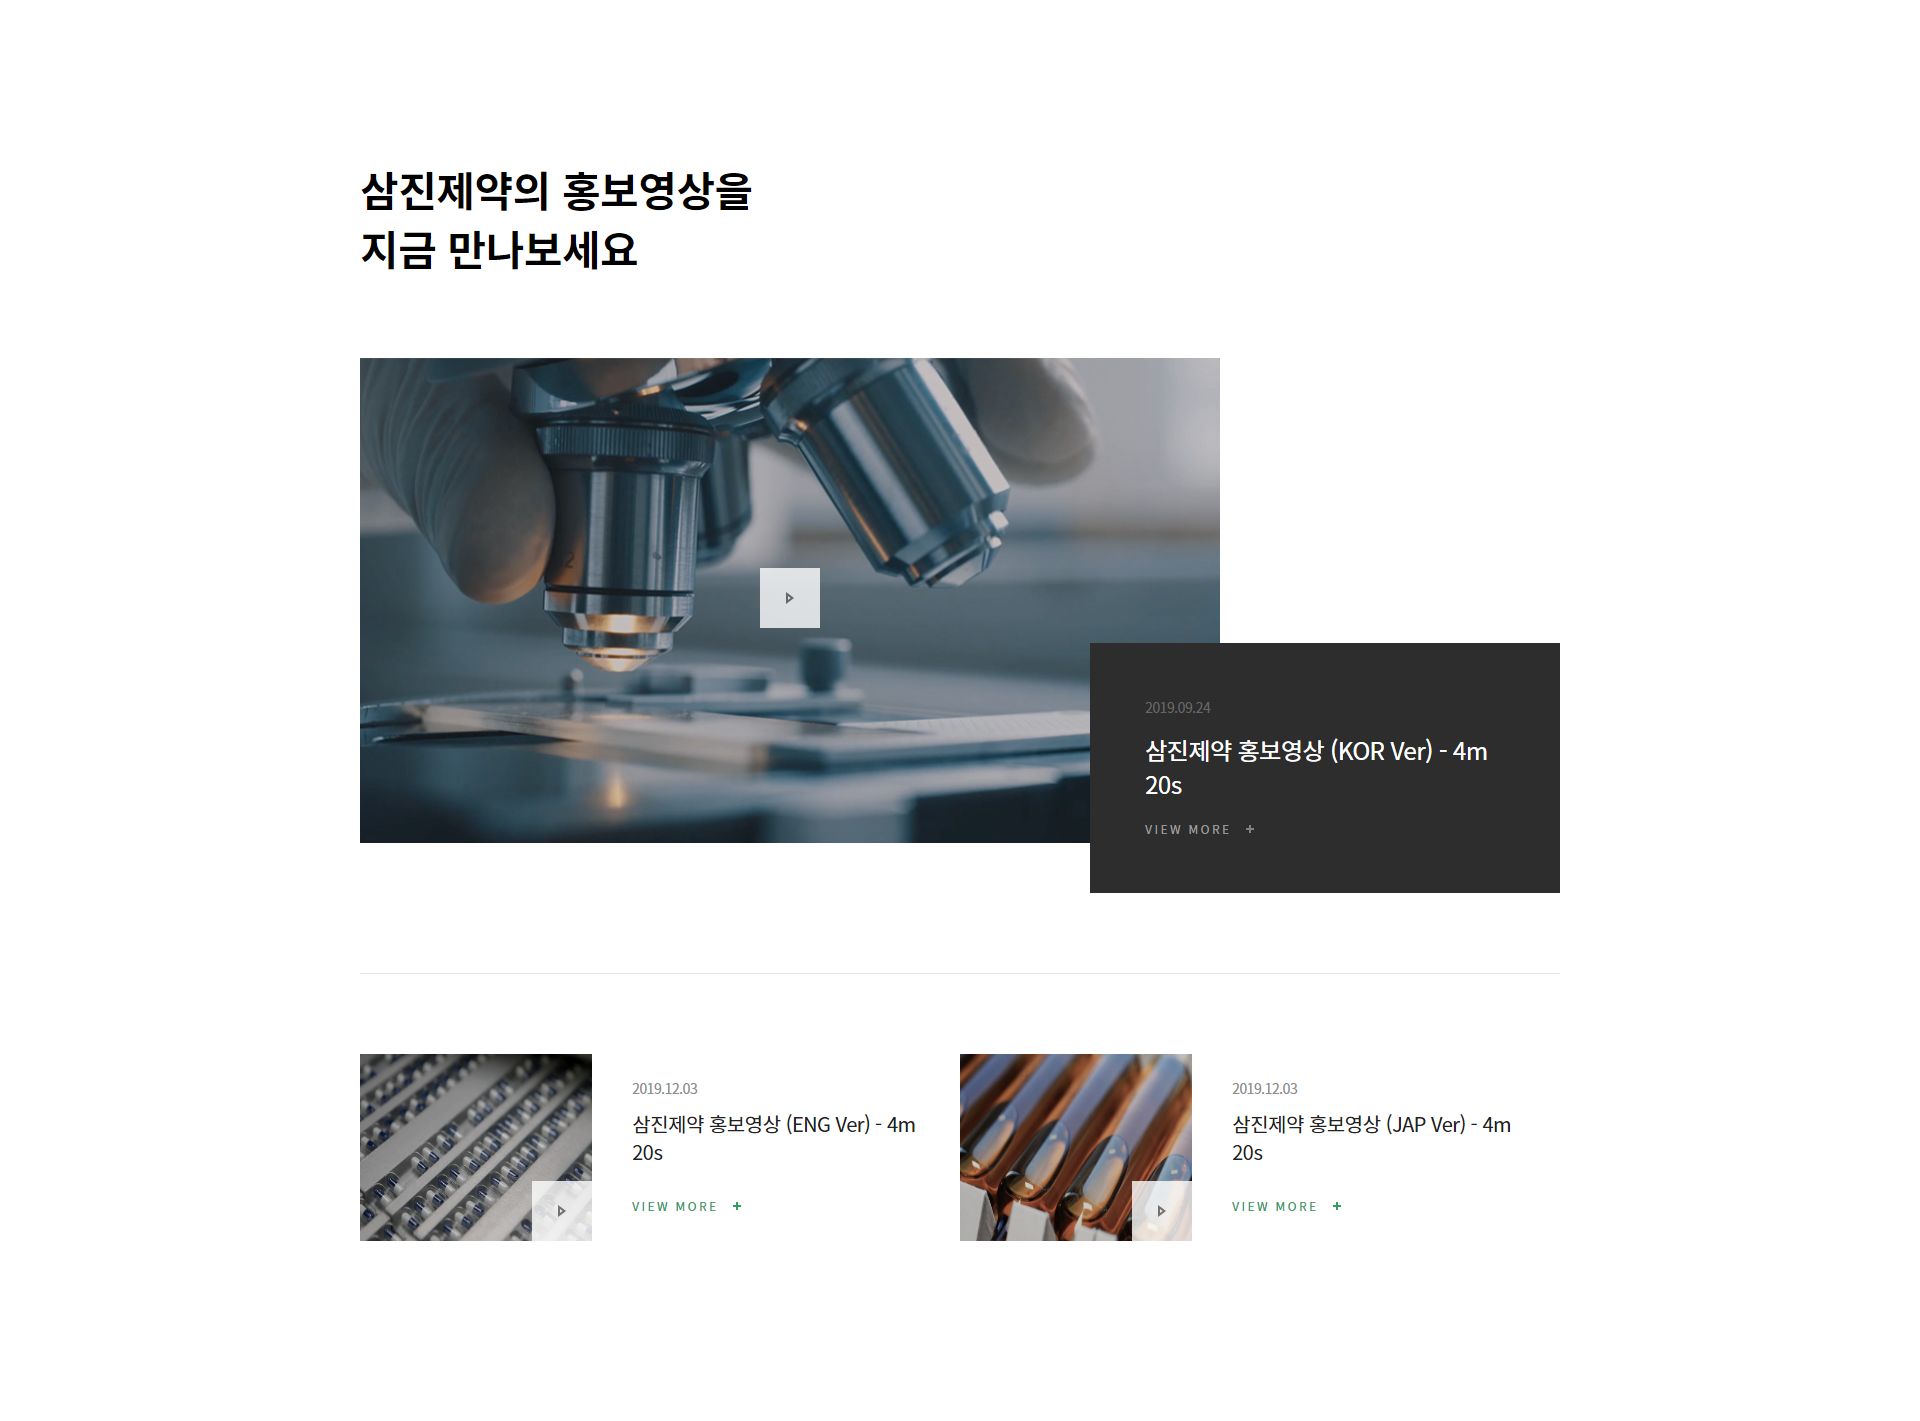 삼진제약의 홍보영상을
지금 만나보세요
2019.09.24
삼진제약 홍보영상 (KOR Ver) - 4m
20s
VIEW MORE +
2019.12.03
삼진제약 홍보영상 (ENG Ver) - 4m
20s
VIEW MORE +
2019.12.03
삼진제약 홍보영상 (JAP Ver) - 4m
20s
VIEW MORE +